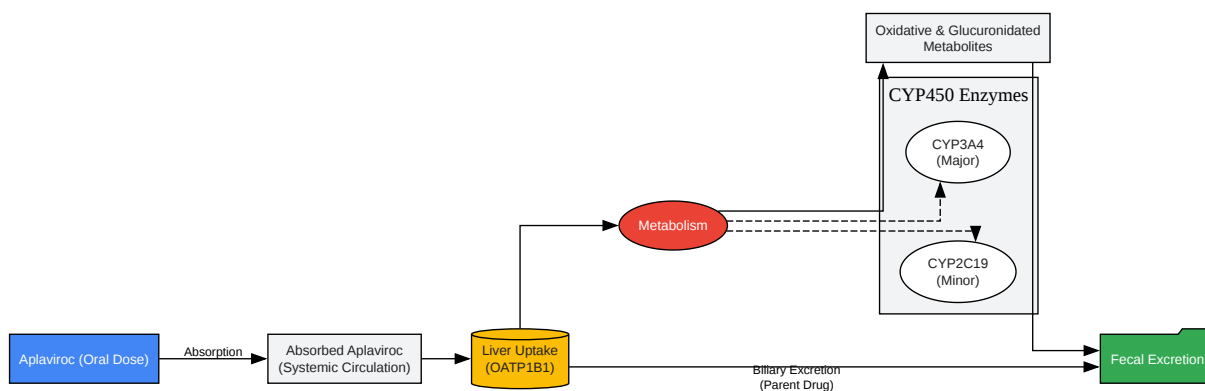 Oxidative & Glucuronidated
Metabolites
CYP450 Enzymes
CYP3A4
(Major)
Metabolism
CYP2C19
(Minor)
Aplaviroc (Oral Dose)
Absorption
Absorbed Aplaviroc
(Systemic Circulation)
Liver Uptake
(OATP1B1)
Biliary Excretion
(Parent Drug)
Fecal Excretion